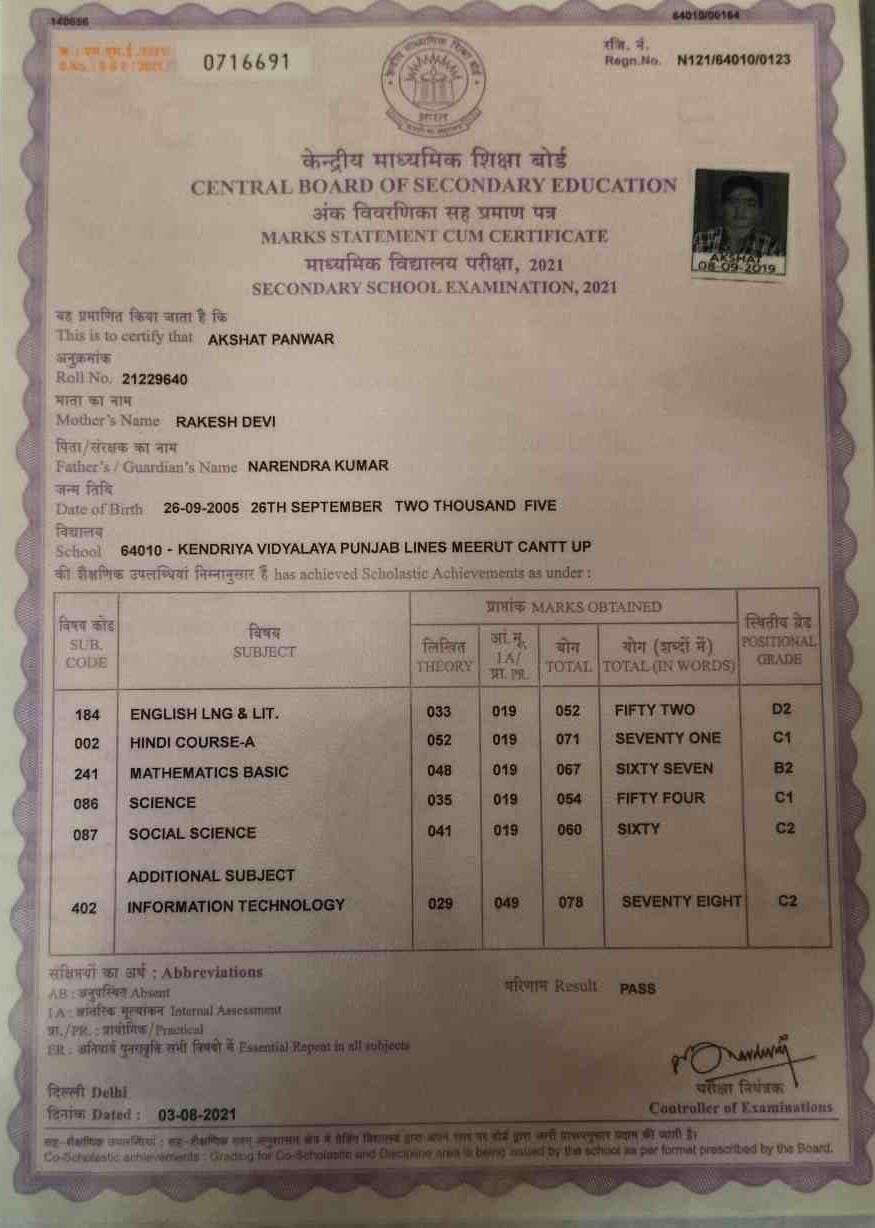 140656
64010/00164
0716691
रजि. नं.
Regn.No. N121/64010/0123
भारत
केन्द्रीय माध्यमिक शिक्षा बोर्ड
CENTRAL BOARD OF SECONDARY EDUCATION
अंक विवरणिका सह प्रमाण पत्र
MARKS STATEMENT CUM CERTIFICATE
माध्यमिक विद्यालय परीक्षा, 2021
SECONDARY SCHOOL EXAMINATION, 2021
AKSHAT
08-09-2019
यह प्रमाणित किया जाता है कि
This is to certify that AKSHAT PANWAR
अनुक्रमांक
Roll No. 21229640
माता का नाम
Mother's Name RAKESH DEVI
पिता/संरक्षक का नाम
Father's / Guardian's Name NARENDRA KUMAR
जन्म तिथि
Date of Birth 26-09-2005 26TH SEPTEMBER TWO THOUSAND FIVE
विद्यालय
School 64010 - KENDRIYA VIDYALAYA PUNJAB LINES MEERUT CANTT UP
की शैक्षणिक उपलब्धियां निम्नानुसार हैं has achieved Scholastic Achievements as under :
विषय कोड SUB. CODE
विषय SUBJECT
प्राप्तांक MARKS OBTAINED
लिखित THEORY
आं. मू. IA/ प्रा. PR.
योग TOTAL
योग (शब्दों में) TOTAL (IN WORDS)
स्थितीय ग्रेड POSITIONAL GRADE
184 ENGLISH LNG & LIT. 033 019 052 FIFTY TWO D2
002 HINDI COURSE-A 052 019 071 SEVENTY ONE C1
241 MATHEMATICS BASIC 048 019 067 SIXTY SEVEN B2
086 SCIENCE 035 019 054 FIFTY FOUR C1
087 SOCIAL SCIENCE 041 019 060 SIXTY C2
ADDITIONAL SUBJECT
402 INFORMATION TECHNOLOGY 029 049 078 SEVENTY EIGHT C2
संक्षिप्तियों का अर्थ : Abbreviations
AB : अनुपस्थित Absent
IA : आंतरिक मूल्यांकन Internal Assessment
प्रा./PR. : प्रायोगिक/Practical
ER : अनिवार्य पुनरावृत्ति सभी विषयों में Essential Repeat in all subjects
परिणाम Result PASS
दिल्ली Delhi
दिनांक Dated : 03-08-2021
परीक्षा नियंत्रक
Controller of Examinations
Co-Scholastic achievements : Grading for Co-Scholastic and Discipline area is being issued by the school as per format prescribed by the Board.